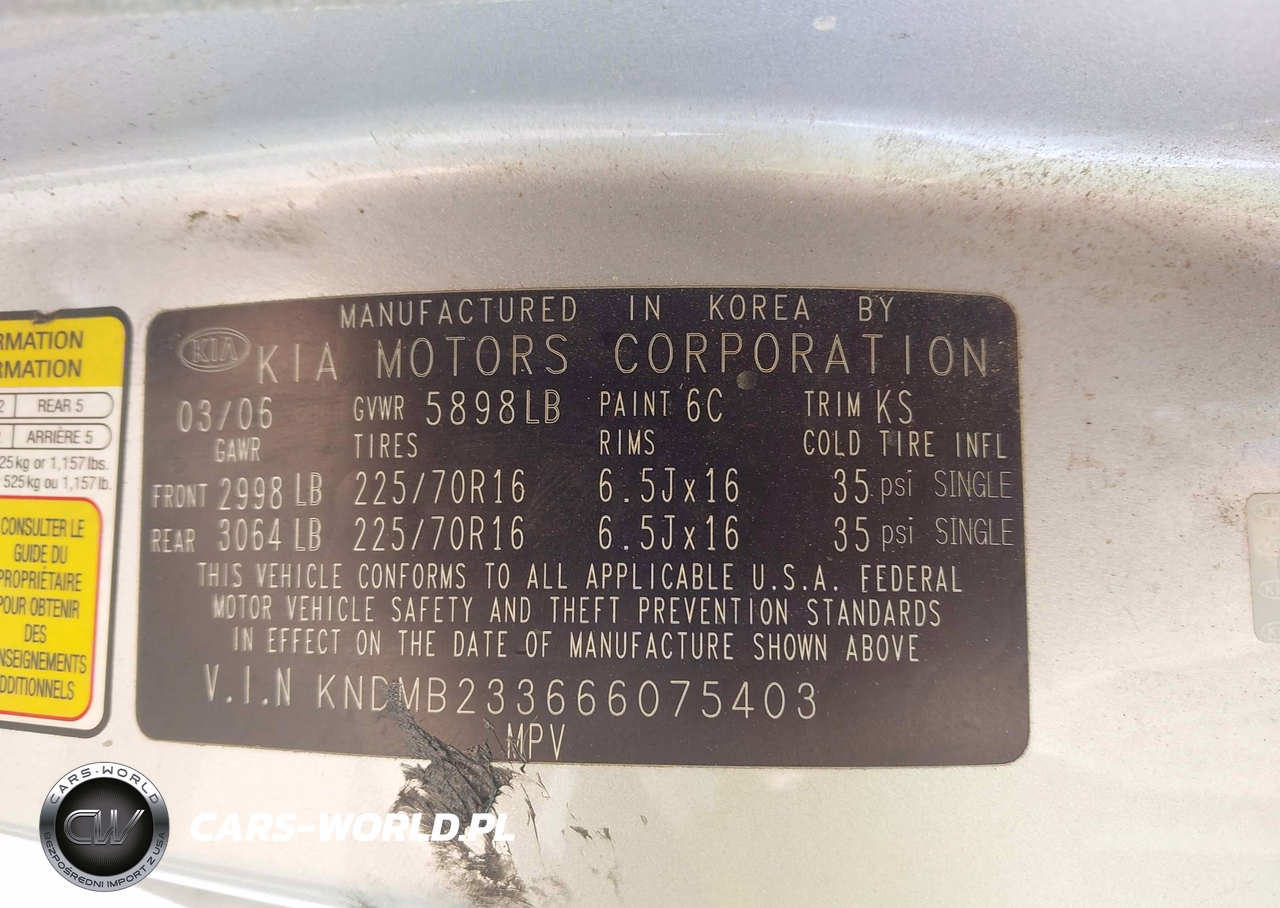 MANUFACTURED IN KOREA BY
KIA KIA MOTORS CORPORATION
03/06 GVWR 5898LB PAINT 6C TRIM KS
GAWR TIRES RIMS COLD TIRE INFL
FRONT 2998 LB 225/70R16 6.5Jx16 35 psi SINGLE
REAR 3064 LB 225/70R16 6.5Jx16 35 psi SINGLE
THIS VEHICLE CONFORMS TO ALL APPLICABLE U.S.A. FEDERAL
MOTOR VEHICLE SAFETY AND THEFT PREVENTION STANDARDS
IN EFFECT ON THE DATE OF MANUFACTURE SHOWN ABOVE
V.I.N KNDMB233666075403
MPV
RMATION
RMATION
2 REAR 5
ARRIÈRE 5
25 kg or 1,157 lbs.
525 kg ou 1,157 lb.
CONSULTER LE
GUIDE DU
PROPRIÉTAIRE
POUR OBTENIR
DES
NSEIGNEMENTS
DDITIONNELS
CARS-WORLD
CW
BEZPOŚREDNI IMPORT Z USA
CARS-WORLD.PL